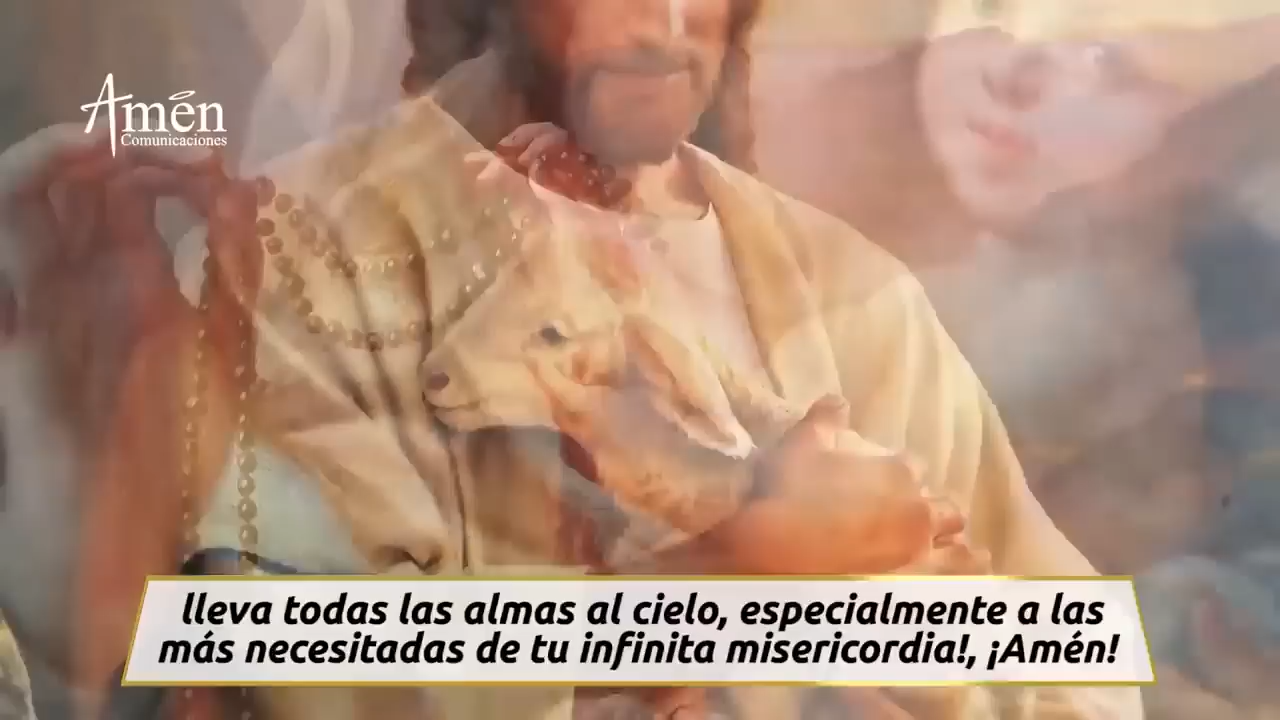 Amén
Comunicaciones
lleva todas las almas al cielo, especialmente a las
más necesitadas de tu infinita misericordia!, ¡Amén!